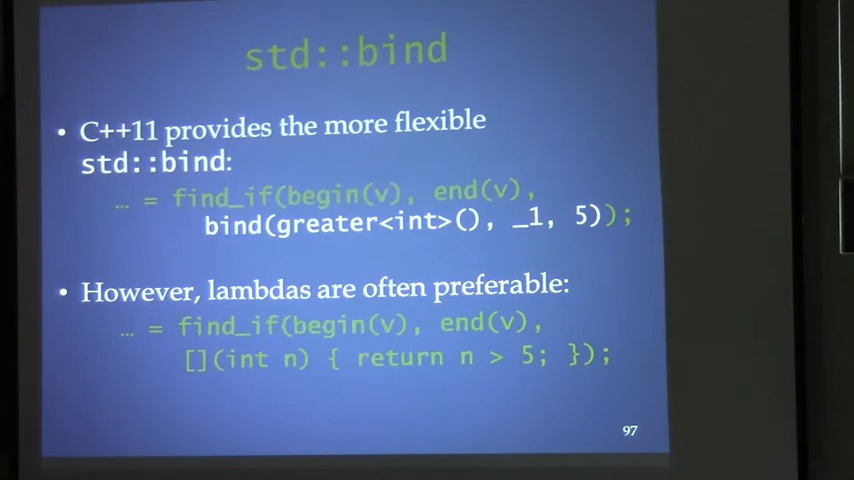 std::bind
• C++11 provides the more flexible
std::bind:
… = find_if(begin(v), end(v),
bind(greater<int>(), _1, 5));
• However, lambdas are often preferable:
… = find_if(begin(v), end(v),
[](int n) { return n > 5; });
97